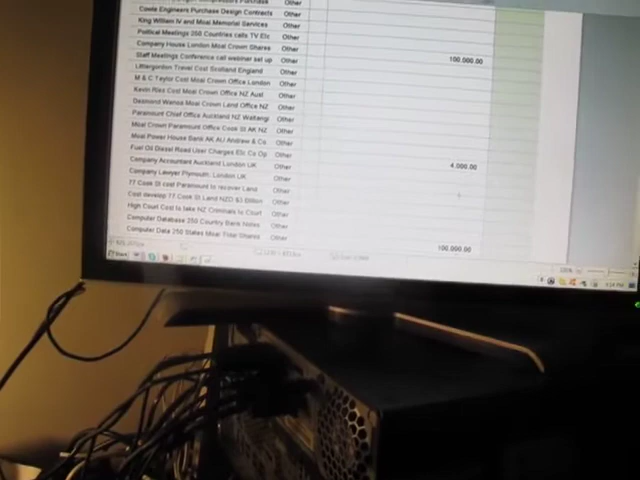 Purchase Other
Cowie Engineers Purchase Design Contracts Other
King William IV and Moai Memorial Services Other
Political Meetings 250 Countries calls TV Etc Other
Company House London Moai Crown Shares Other 100,000.00
Staff Meetings Conference call webinar set up Other
Littlergordon Travel Cost Scotland England Other
M & C Taylor Cost Moai Crown Office London Other
Kevin Ries Cost Moai Crown Office NZ Aust Other
Desmond Wanoa Moai Crown Land Office NZ Other
Paramount Chief Office Auckland NZ Waitangi Other
Moai Crown Paramount Office Cook St AK NZ Other
Moai Power House Bank AK AU Andrew & Co Other
Fuel Oil Diesel Road User Charges Etc Co Op Other
Company Accountant Auckland London UK Other 4,000.00
Company Lawyer Plymouth, London UK Other
77 Cook St cost Paramount to recover Land Other
Cost develop 77 Cook St Land NZD $3 Billion Other
High Court Cost to take NZ Criminals to Court Other
Computer Database 250 Country Bank Notes Other
Computer Data 250 States Moai Tidal Shares Other 100,000.00
100%
Start